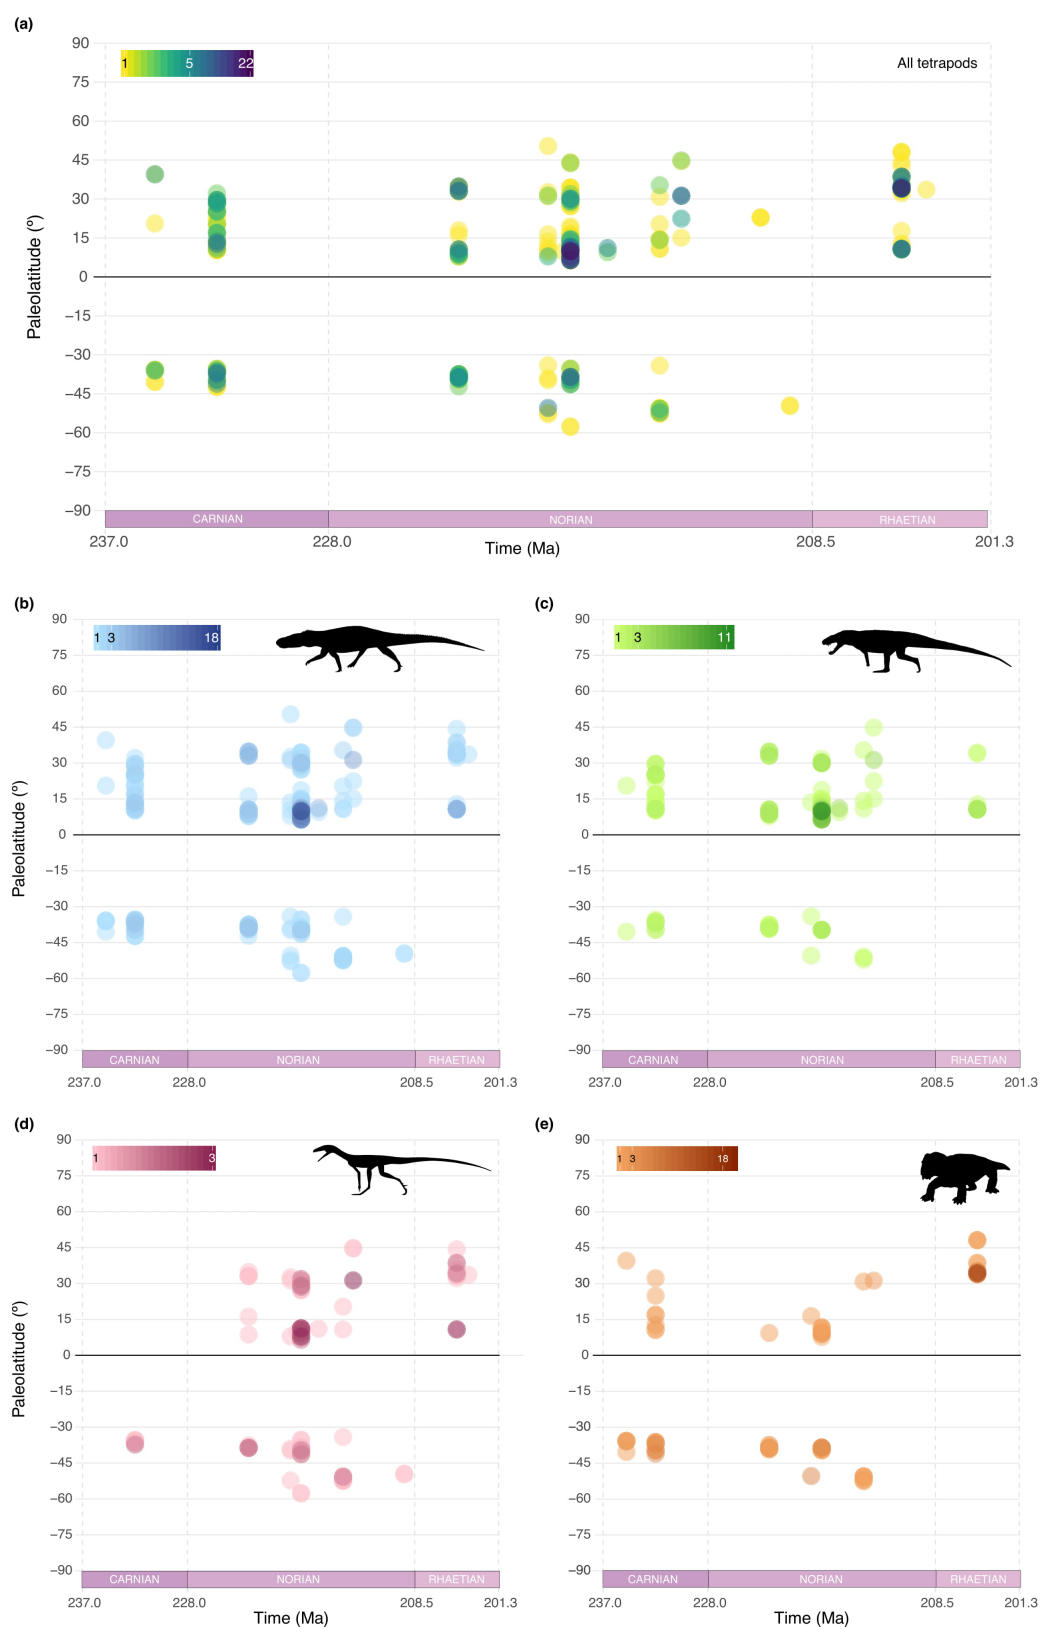 (a)
90
1 5 22
All tetrapods
75
60
45
30
15
0
−15
−30
−45
−60
−75
−90
Paleolatitude (°)
CARNIAN NORIAN RHAETIAN
237.0 228.0 208.5 201.3
Time (Ma)
(b)
90
1 3 18
75
60
45
30
15
0
−15
−30
−45
−60
−75
−90
Paleolatitude (°)
CARNIAN NORIAN RHAETIAN
237.0 228.0 208.5 201.3
(c)
90
1 3 11
75
60
45
30
15
0
−15
−30
−45
−60
−75
−90
CARNIAN NORIAN RHAETIAN
237.0 228.0 208.5 201.3
(d)
90
1 3
75
60
45
30
15
0
−15
−30
−45
−60
−75
−90
Paleolatitude (°)
CARNIAN NORIAN RHAETIAN
237.0 228.0 208.5 201.3
Time (Ma)
(e)
90
1 3 18
75
60
45
30
15
0
−15
−30
−45
−60
−75
−90
CARNIAN NORIAN RHAETIAN
237.0 228.0 208.5 201.3
Time (Ma)